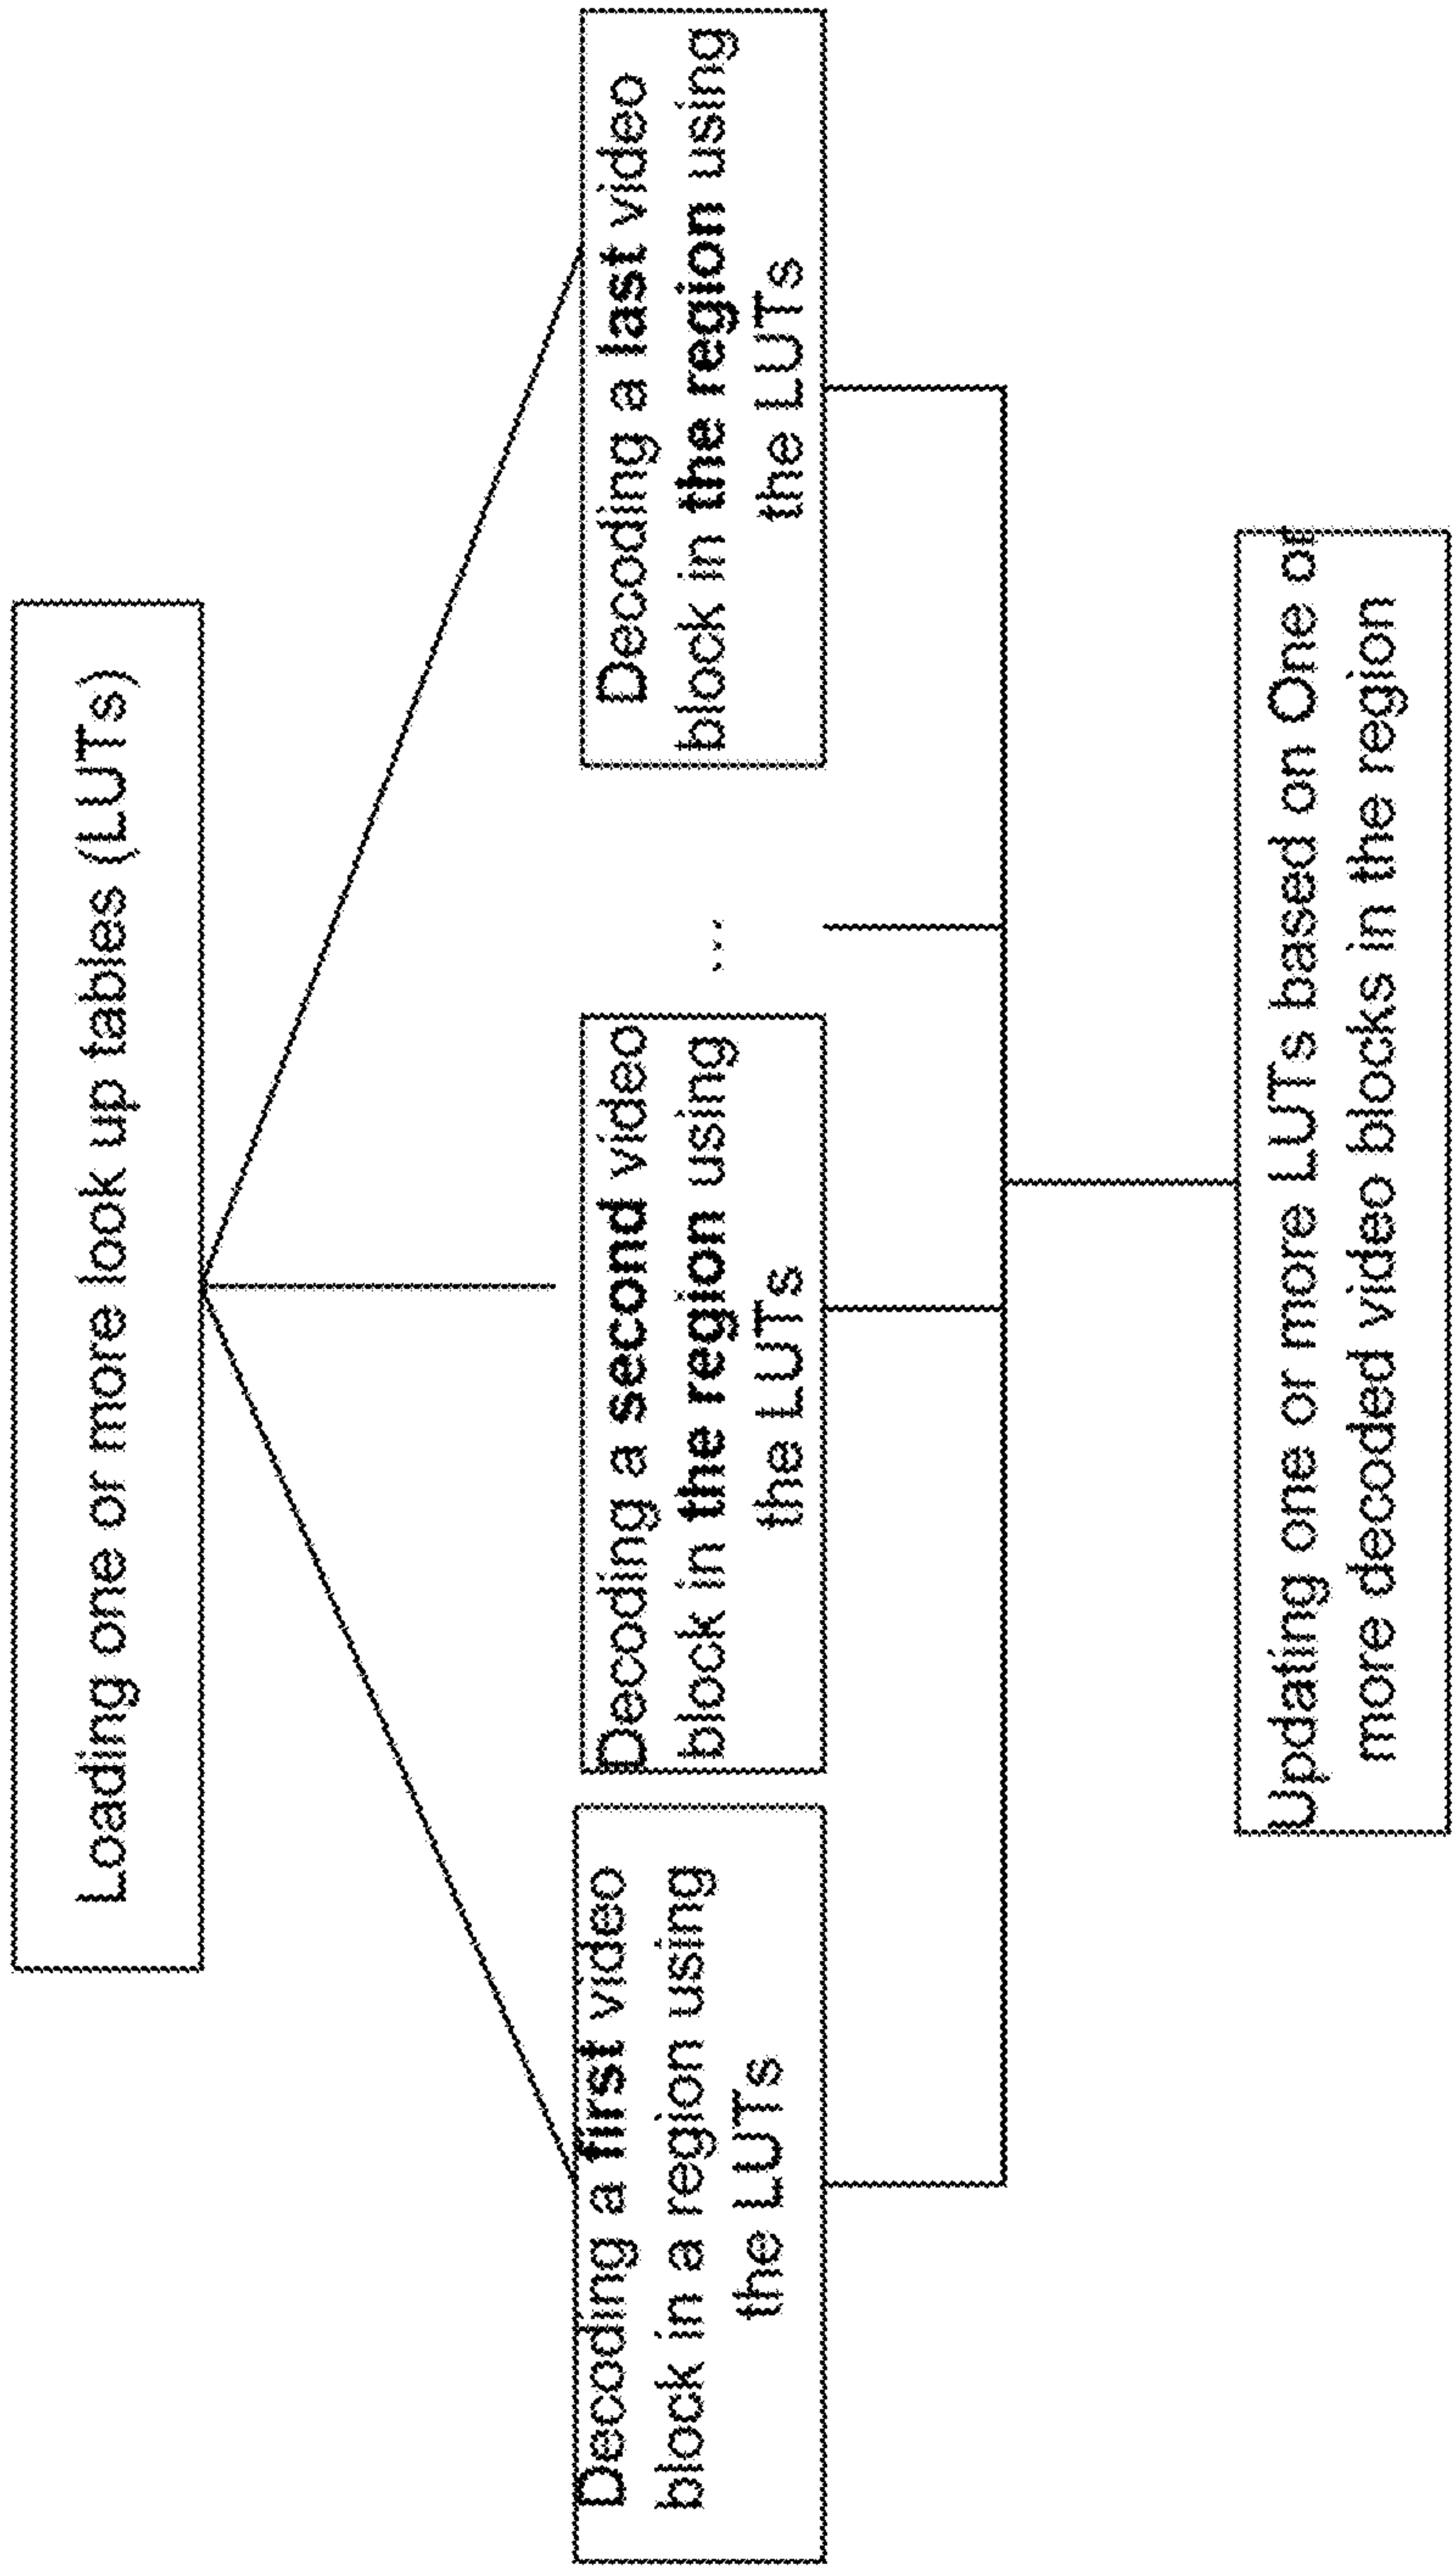 Loading one or more look up tables (LUTs)
Decoding a first video
block in a region using
the LUTs
Decoding a second video
block in the region using
the LUTs
...
Decoding a last video
block in the region using
the LUTs
Updating one or more LUTs based on One or
more decoded video blocks in the region